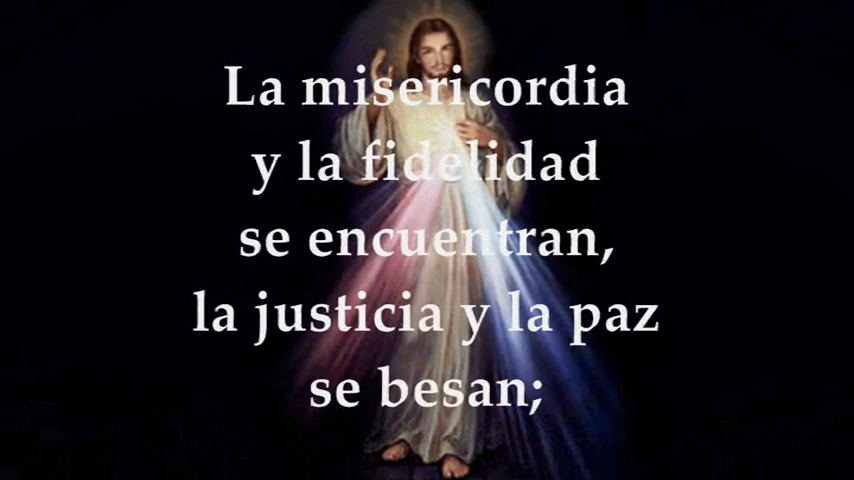 La misericordia
y la fidelidad
se encuentran,
la justicia y la paz
se besan;